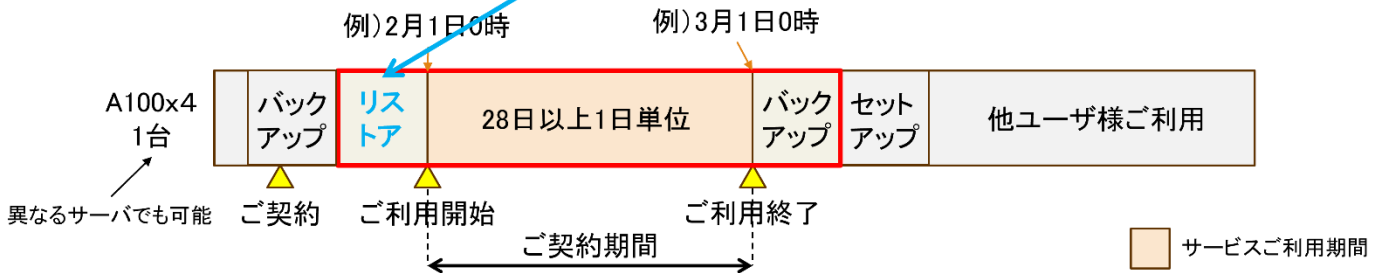 例)2月1日0時
例)3月1日0時
A100x4
1台
バック
アップ
リス
トア
28日以上1日単位
バック
アップ
セット
アップ
他ユーザ様ご利用
異なるサーバでも可能
ご契約
ご利用開始
ご利用終了
ご契約期間
サービスご利用期間